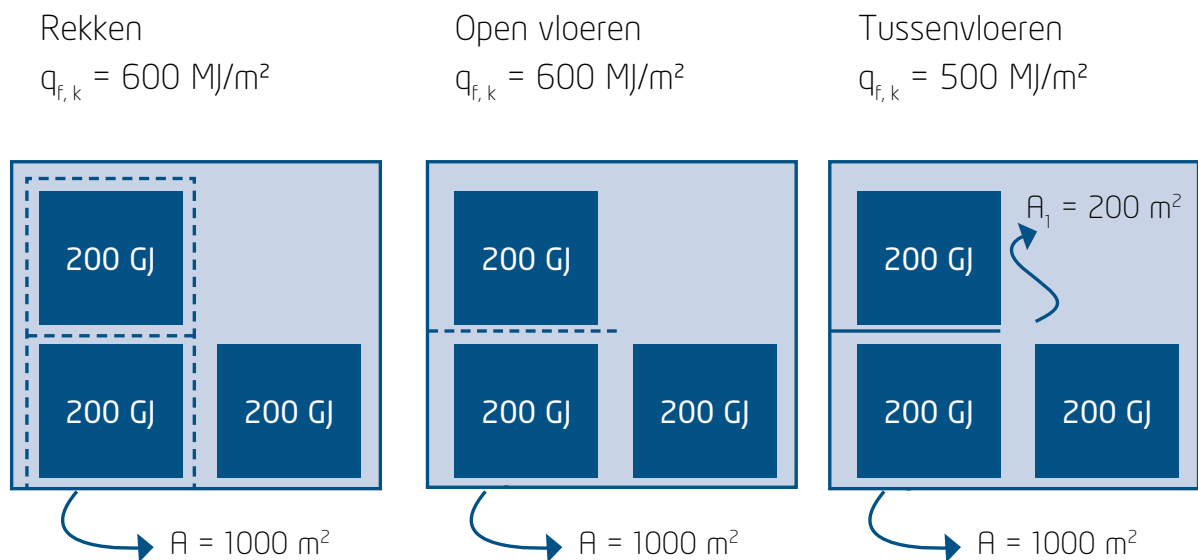 Rekken
q_f, k = 600 MJ/m²
200 GJ
200 GJ
200 GJ
A = 1000 m²
Open vloeren
q_f, k = 600 MJ/m²
200 GJ
200 GJ
200 GJ
A = 1000 m²
Tussenvloeren
q_f, k = 500 MJ/m²
200 GJ
A₁ = 200 m²
200 GJ
200 GJ
A = 1000 m²